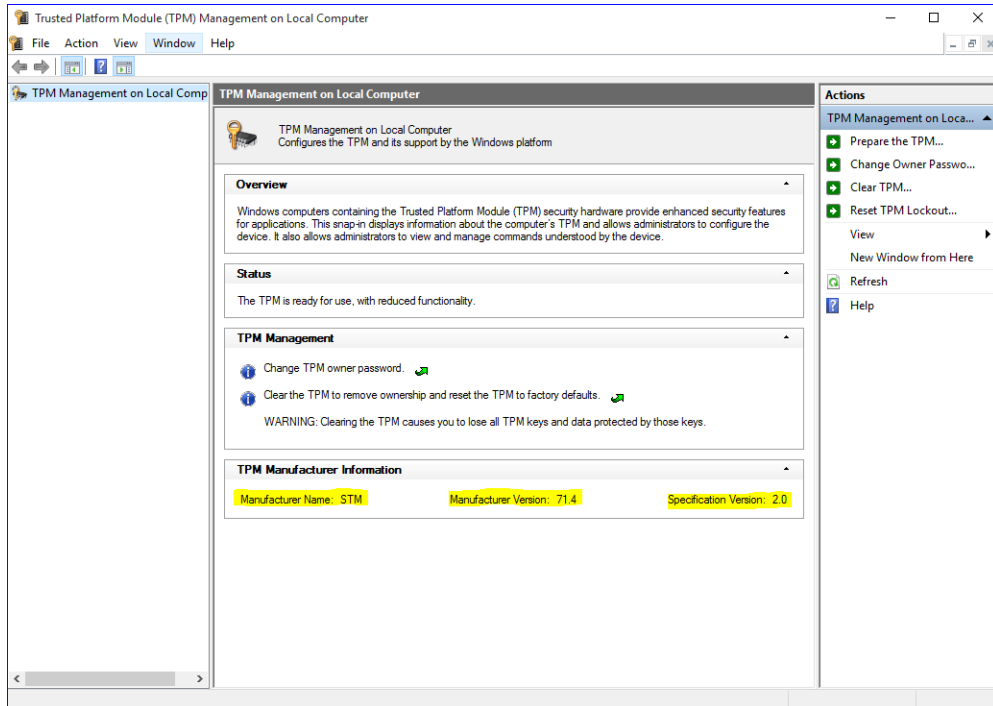 Trusted Platform Module (TPM) Management on Local Computer
File Action View Window Help
TPM Management on Local Comp
TPM Management on Local Computer
TPM Management on Local Computer
Configures the TPM and its support by the Windows platform
Overview
Windows computers containing the Trusted Platform Module (TPM) security hardware provide enhanced security features
for applications. This snap-in displays information about the computer's TPM and allows administrators to configure the
device. It also allows administrators to view and manage commands understood by the device.
Status
The TPM is ready for use, with reduced functionality.
TPM Management
Change TPM owner password.
Clear the TPM to remove ownership and reset the TPM to factory defaults.
WARNING: Clearing the TPM causes you to lose all TPM keys and data protected by those keys.
TPM Manufacturer Information
Manufacturer Name: STM Manufacturer Version: 71.4 Specification Version: 2.0
Actions
TPM Management on Loca...
Prepare the TPM...
Change Owner Passwo...
Clear TPM...
Reset TPM Lockout...
View
New Window from Here
Refresh
Help